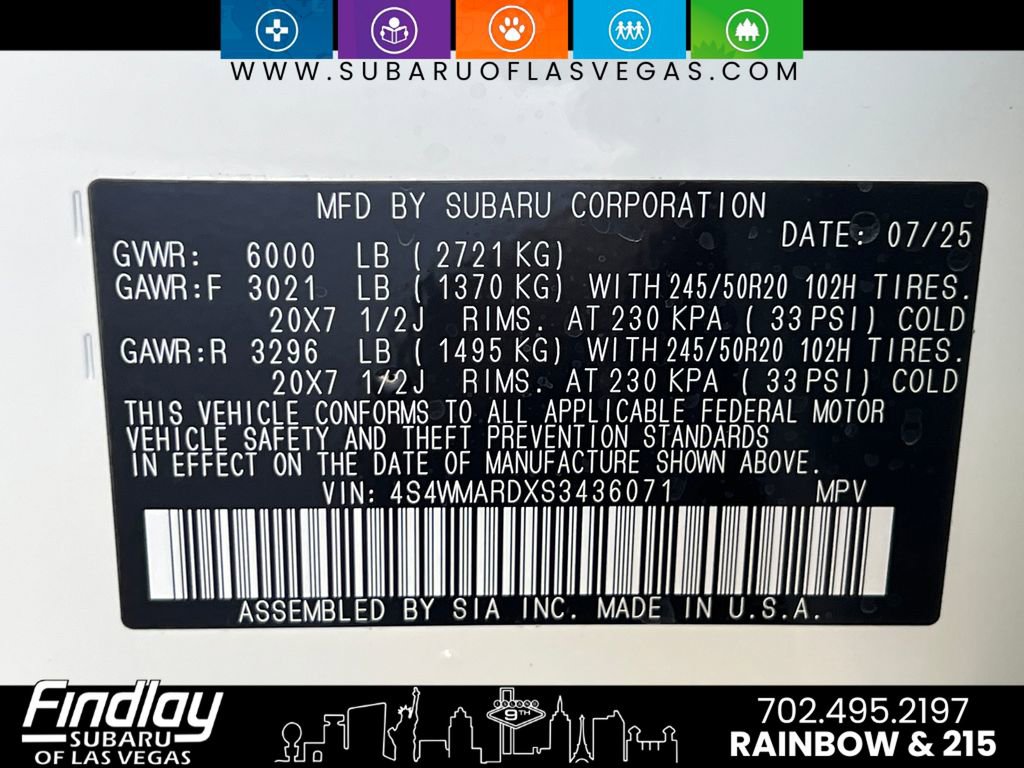 WWW.SUBARUOFLASVEGAS.COM
MFD BY SUBARU CORPORATION
DATE: 07/25
GVWR: 6000 LB ( 2721 KG)
GAWR:F 3021 LB ( 1370 KG) WITH 245/50R20 102H TIRES.
20X7 1/2J RIMS. AT 230 KPA ( 33 PSI) COLD
GAWR:R 3296 LB ( 1495 KG) WITH 245/50R20 102H TIRES.
20X7 1/2J RIMS. AT 230 KPA ( 33 PSI) COLD
THIS VEHICLE CONFORMS TO ALL APPLICABLE FEDERAL MOTOR
VEHICLE SAFETY AND THEFT PREVENTION STANDARDS
IN EFFECT ON THE DATE OF MANUFACTURE SHOWN ABOVE.
VIN: 4S4WMARDXS3436071 MPV
ASSEMBLED BY SIA INC. MADE IN U.S.A.
Findlay
SUBARU
OF LAS VEGAS
9TH
702.495.2197
RAINBOW & 215